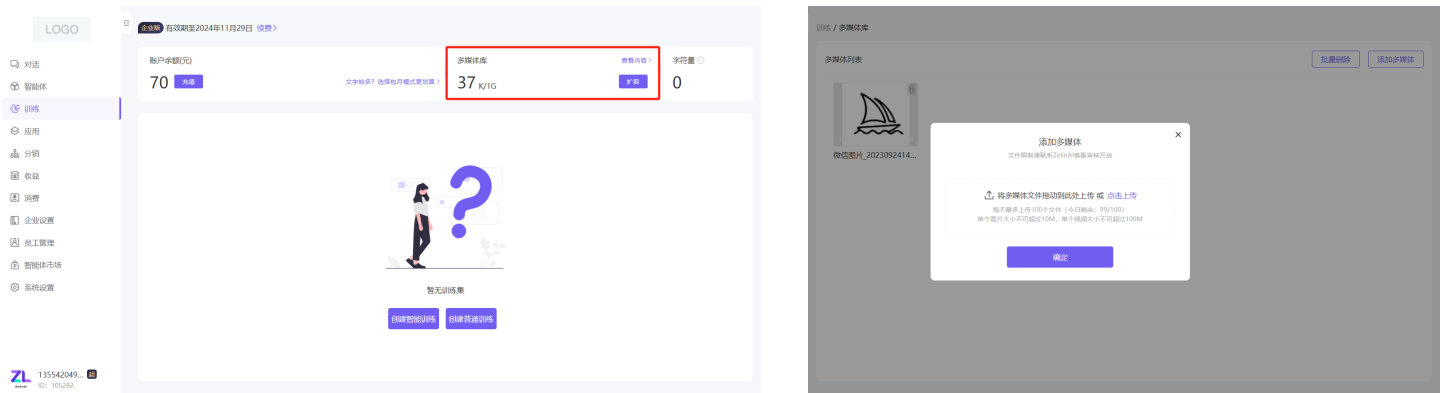 LOGO
企业版 有效期至2024年11月29日 续费>
对话
智能体
训练
应用
分销
收益
消费
企业设置
员工管理
智能体市场
系统设置
ZL 135542049...
ID: 105282
账户余额(元)
70 充值
文字较多？选择包月模式更划算>
多媒体库 查看内容>
37 K/1G 扩容
字符量
0
暂无训练集
创建智能训练 创建普通训练
训练 / 多媒体库
多媒体列表 批量删除 添加多媒体
微信图片_2023092414...
添加多媒体 ×
文件限制请联系ZelinAI客服审核开放
将多媒体文件拖动到此处上传 或 点击上传
每天最多上传100个文件（今日剩余：99/100）
单个图片大小不可超过10M，单个视频大小不可超过100M
确定